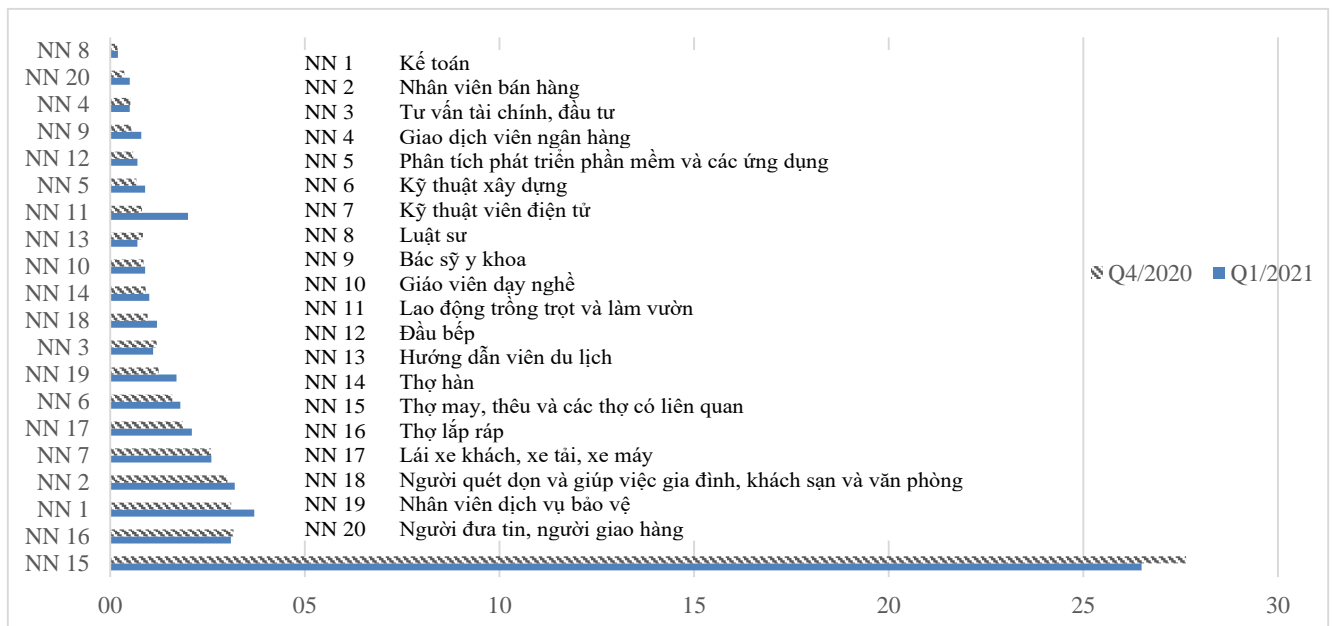 NN 8
NN 20
NN 4
NN 9
NN 12
NN 5
NN 11
NN 13
NN 10
NN 14
NN 18
NN 3
NN 19
NN 6
NN 17
NN 7
NN 2
NN 1
NN 16
NN 15
NN 1 Kế toán
NN 2 Nhân viên bán hàng
NN 3 Tư vấn tài chính, đầu tư
NN 4 Giao dịch viên ngân hàng
NN 5 Phân tích phát triển phần mềm và các ứng dụng
NN 6 Kỹ thuật xây dựng
NN 7 Kỹ thuật viên điện tử
NN 8 Luật sư
NN 9 Bác sỹ y khoa
NN 10 Giáo viên dạy nghề
NN 11 Lao động trồng trọt và làm vườn
NN 12 Đầu bếp
NN 13 Hướng dẫn viên du lịch
NN 14 Thợ hàn
NN 15 Thợ may, thêu và các thợ có liên quan
NN 16 Thợ lắp ráp
NN 17 Lái xe khách, xe tải, xe máy
NN 18 Người quét dọn và giúp việc gia đình, khách sạn và văn phòng
NN 19 Nhân viên dịch vụ bảo vệ
NN 20 Người đưa tin, người giao hàng
Q4/2020 Q1/2021
00 05 10 15 20 25 30